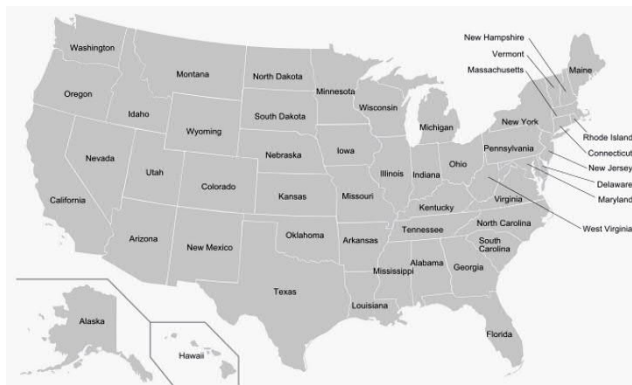 New Hampshire
Vermont
Massachusetts
Washington
Montana
North Dakota
Minnesota
Maine
Oregon
Idaho
South Dakota
Wisconsin
Wyoming
Michigan
New York
Rhode Island
Connecticut
Pennsylvania
New Jersey
Nevada
Utah
Colorado
Nebraska
Iowa
Illinois
Indiana
Ohio
Delaware
Maryland
California
Kansas
Missouri
Kentucky
Virginia
West Virginia
Arizona
New Mexico
Oklahoma
Arkansas
Tennessee
North Carolina
South
Carolina
Texas
Louisiana
Mississippi
Alabama
Georgia
Florida
Alaska
Hawaii